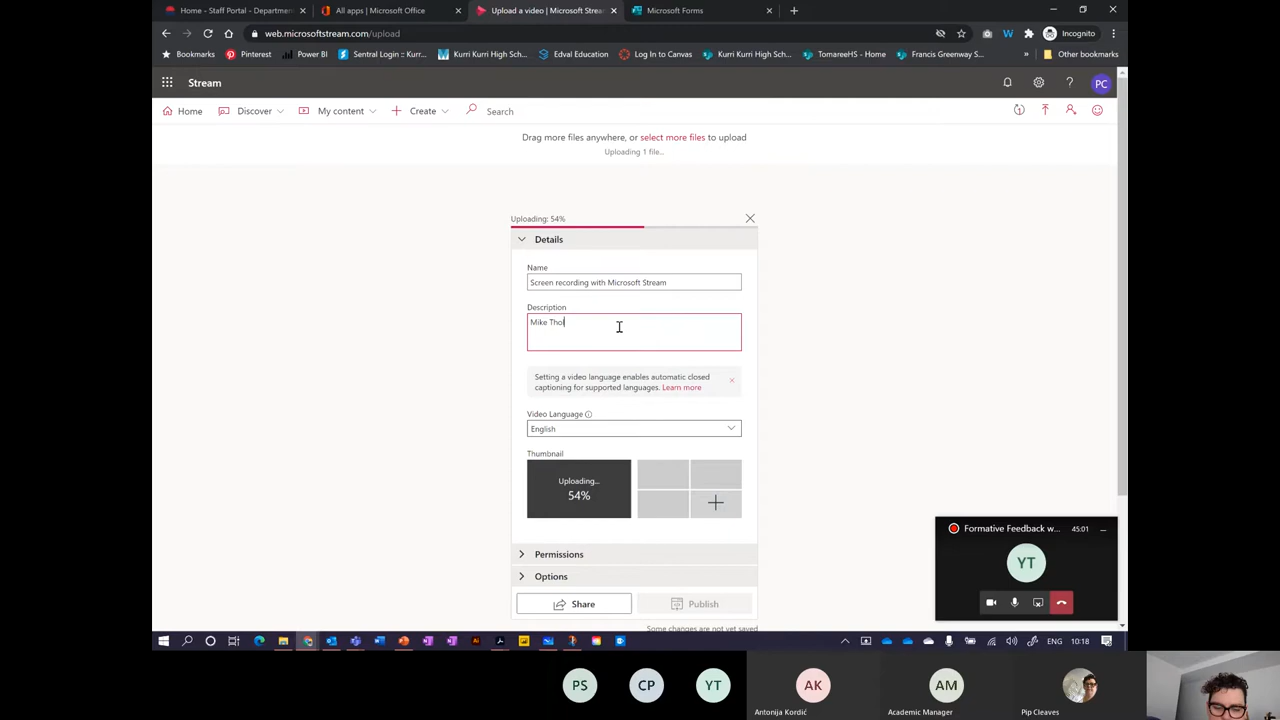 Home - Staff Portal - Department
All apps | Microsoft Office
Upload a video | Microsoft Stream
Microsoft Forms
web.microsoftstream.com/upload
Incognito
Bookmarks
Pinterest
Power BI
Sentral Login :: Kurr...
Kurri Kurri High Sch...
Edval Education
Log In to Canvas
Kurri Kurri High Sch...
TomareeHS - Home
Francis Greenway S...
Other bookmarks
Stream
PC
Home
Discover
My content
Create
Search
Drag more files anywhere, or select more files to upload
Uploading 1 file...
Uploading: 54%
Details
Name
Screen recording with Microsoft Stream
Description
Mike Tho
Setting a video language enables automatic closed
captioning for supported languages. Learn more
Video Language
English
Thumbnail
Uploading...
54%
Permissions
Options
Share
Publish
Some changes are not yet saved
Formative Feedback w...
45:01
YT
ENG
10:18
PS
CP
YT
AK
AM
Antonija Kordić
Academic Manager
Pip Cleaves